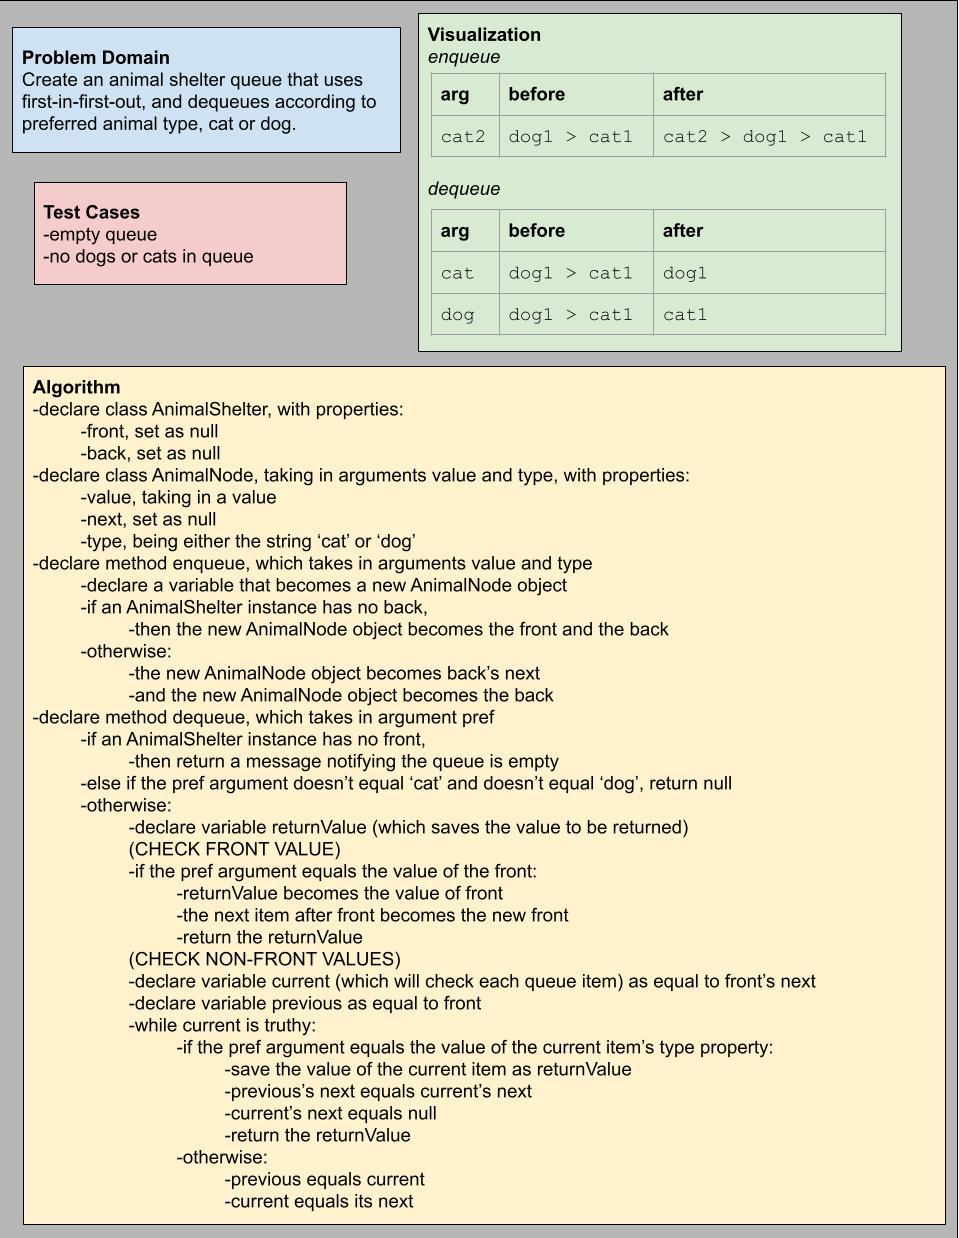 Problem Domain
Create an animal shelter queue that uses
first-in-first-out, and dequeues according to
preferred animal type, cat or dog.
Test Cases
-empty queue
-no dogs or cats in queue
Visualization
enqueue
arg before after
cat2 dog1 > cat1 cat2 > dog1 > cat1
dequeue
arg before after
cat dog1 > cat1 dog1
dog dog1 > cat1 cat1
Algorithm
-declare class AnimalShelter, with properties:
-front, set as null
-back, set as null
-declare class AnimalNode, taking in arguments value and type, with properties:
-value, taking in a value
-next, set as null
-type, being either the string ‘cat’ or ‘dog’
-declare method enqueue, which takes in arguments value and type
-declare a variable that becomes a new AnimalNode object
-if an AnimalShelter instance has no back,
-then the new AnimalNode object becomes the front and the back
-otherwise:
-the new AnimalNode object becomes back’s next
-and the new AnimalNode object becomes the back
-declare method dequeue, which takes in argument pref
-if an AnimalShelter instance has no front,
-then return a message notifying the queue is empty
-else if the pref argument doesn’t equal ‘cat’ and doesn’t equal ‘dog’, return null
-otherwise:
-declare variable returnValue (which saves the value to be returned)
(CHECK FRONT VALUE)
-if the pref argument equals the value of the front:
-returnValue becomes the value of front
-the next item after front becomes the new front
-return the returnValue
(CHECK NON-FRONT VALUES)
-declare variable current (which will check each queue item) as equal to front’s next
-declare variable previous as equal to front
-while current is truthy:
-if the pref argument equals the value of the current item’s type property:
-save the value of the current item as returnValue
-previous’s next equals current’s next
-current’s next equals null
-return the returnValue
-otherwise:
-previous equals current
-current equals its next